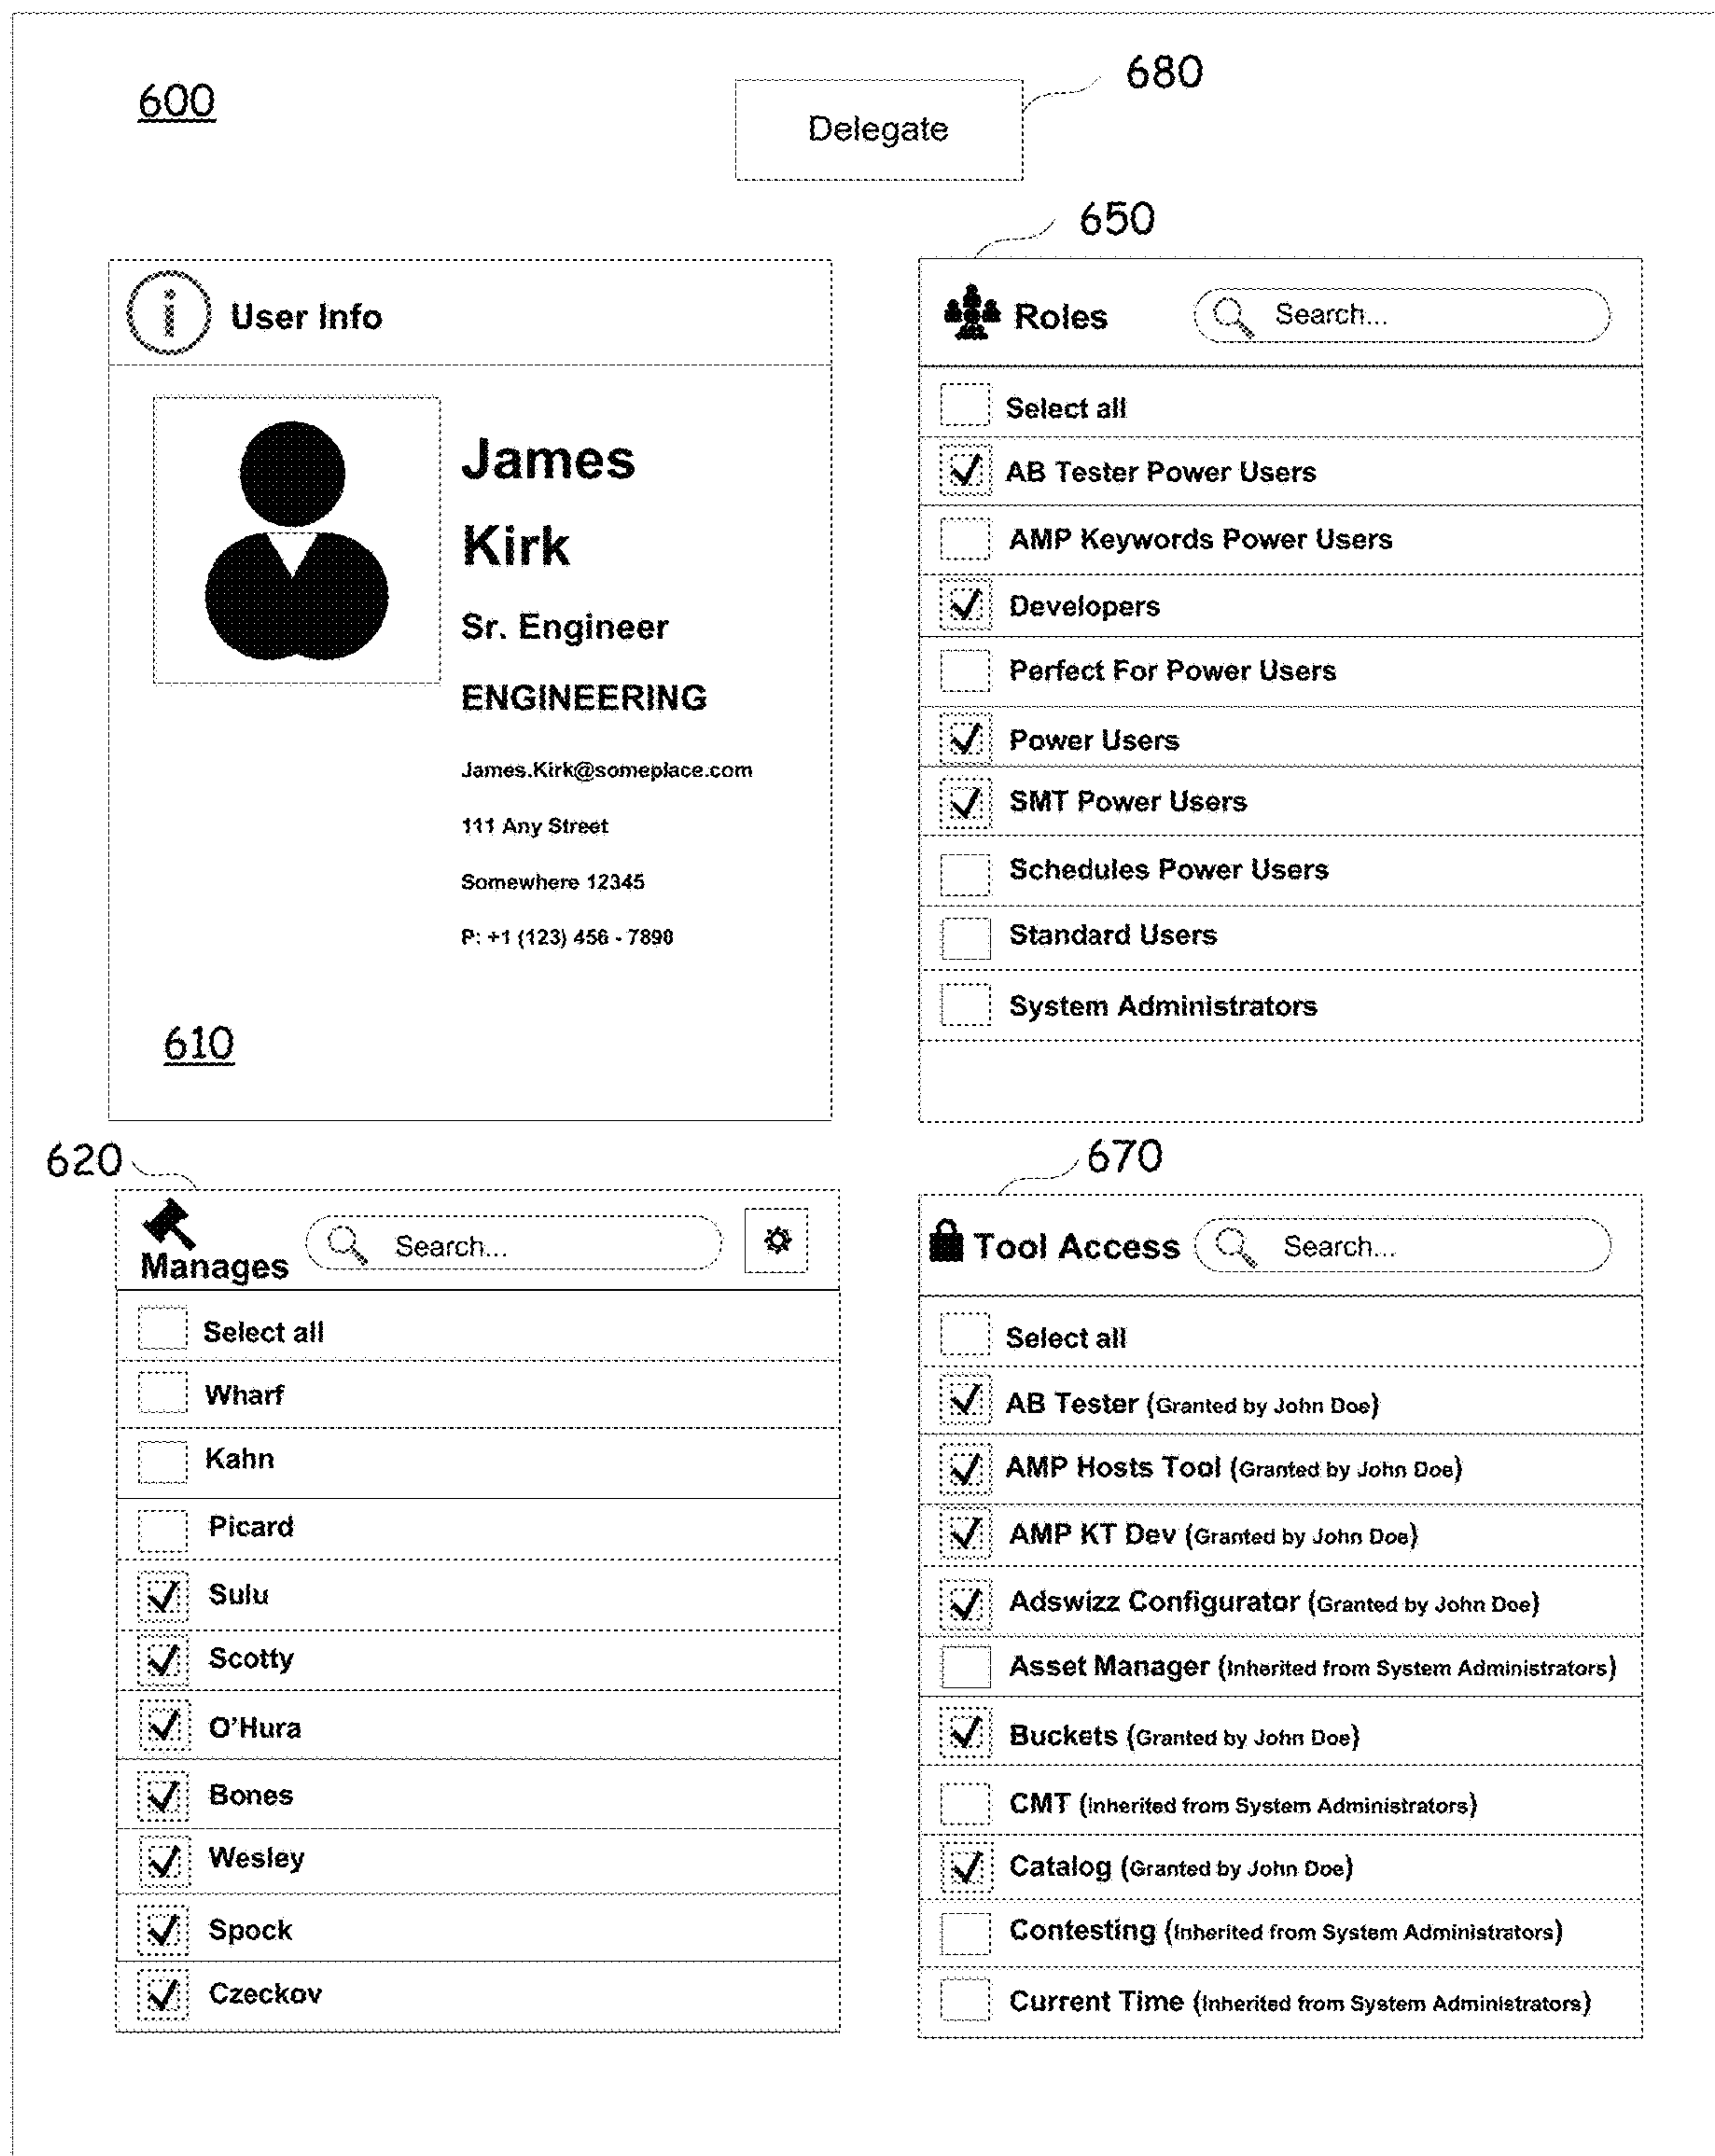 600
680
Delegate
650
User Info
James
Kirk
Sr. Engineer
ENGINEERING
James.Kirk@someplace.com
111 Any Street
Somewhere 12345
P: +1 (123) 456 - 7890
610
Roles Search...
Select all
AB Tester Power Users
AMP Keywords Power Users
Developers
Perfect For Power Users
Power Users
SMT Power Users
Schedules Power Users
Standard Users
System Administrators
620
Manages Search...
Select all
Wharf
Kahn
Picard
Sulu
Scotty
O'Hura
Bones
Wesley
Spock
Czeckov
670
Tool Access Search...
Select all
AB Tester (Granted by John Doe)
AMP Hosts Tool (Granted by John Doe)
AMP KT Dev (Granted by John Doe)
Adswizz Configurator (Granted by John Doe)
Asset Manager (Inherited from System Administrators)
Buckets (Granted by John Doe)
CMT (Inherited from System Administrators)
Catalog (Granted by John Doe)
Contesting (Inherited from System Administrators)
Current Time (Inherited from System Administrators)